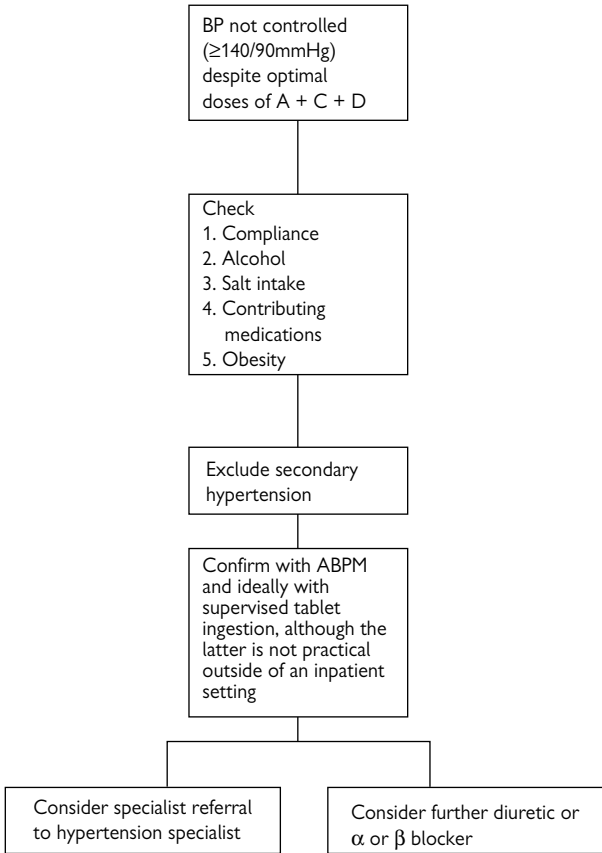 BP not controlled
(≥140/90mmHg)
despite optimal
doses of A + C + D
Check
1. Compliance
2. Alcohol
3. Salt intake
4. Contributing
medications
5. Obesity
Exclude secondary
hypertension
Confirm with ABPM
and ideally with
supervised tablet
ingestion, although the
latter is not practical
outside of an inpatient
setting
Consider specialist referral
to hypertension specialist
Consider further diuretic or
α or β blocker